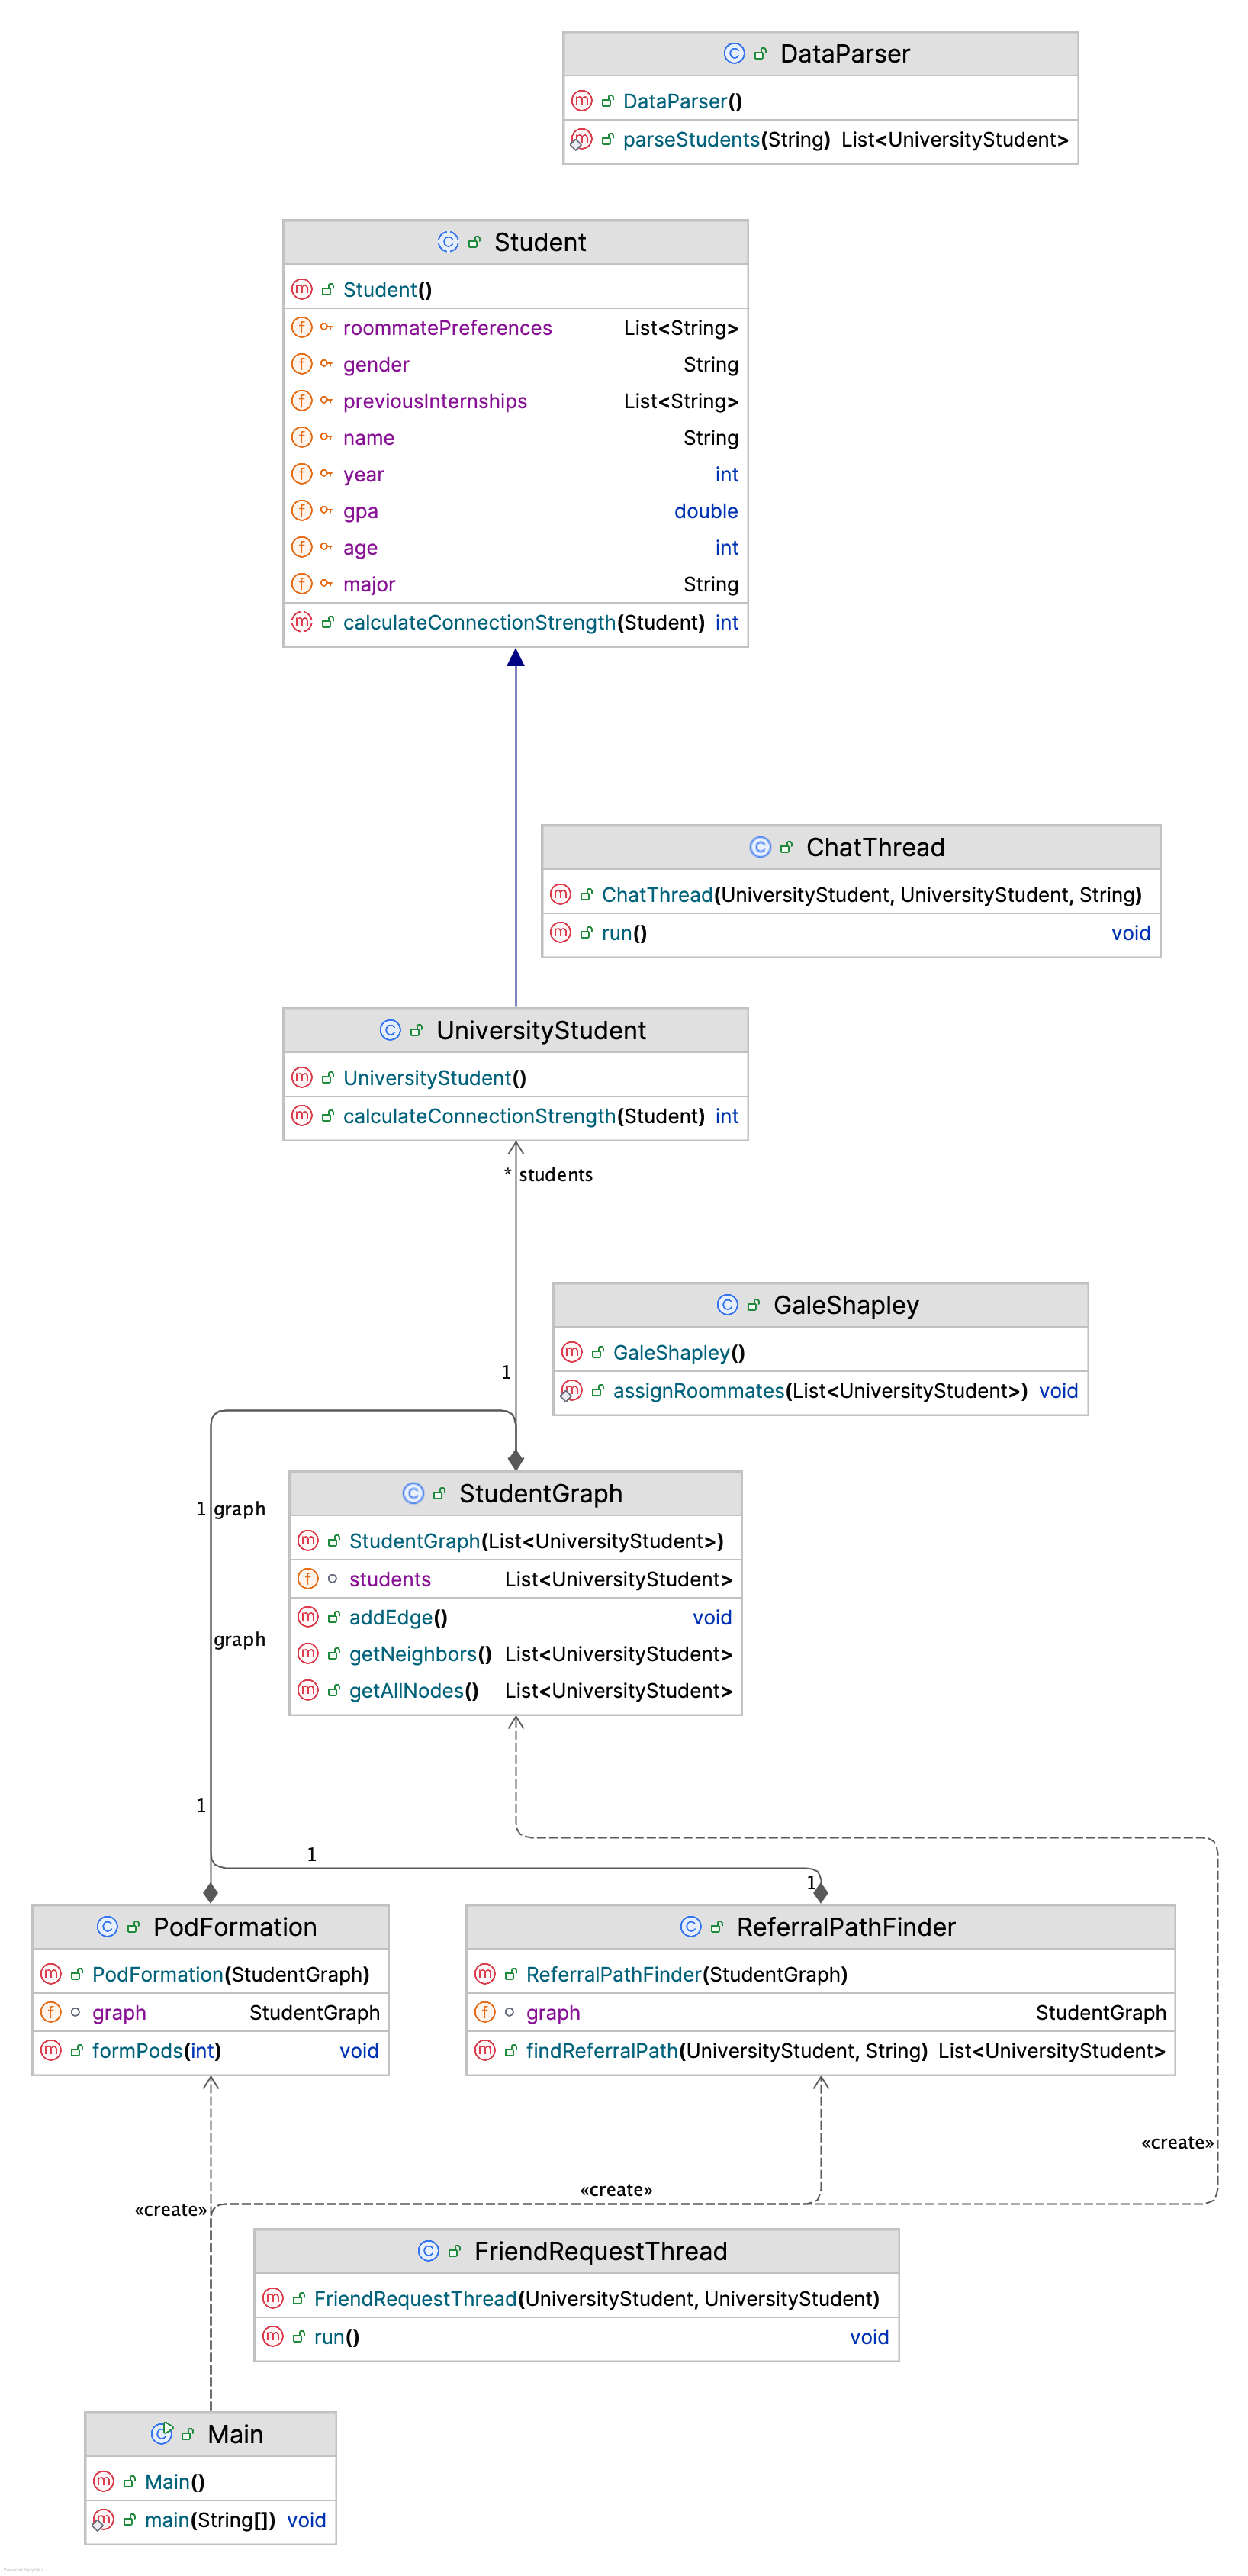 DataParser
DataParser()
parseStudents(String) List<UniversityStudent>
Student
Student()
roommatePreferences List<String>
gender String
previousInternships List<String>
name String
year int
gpa double
age int
major String
calculateConnectionStrength(Student) int
ChatThread
ChatThread(UniversityStudent, UniversityStudent, String)
run() void
UniversityStudent
UniversityStudent()
calculateConnectionStrength(Student) int
* students
GaleShapley
GaleShapley()
1
assignRoommates(List<UniversityStudent>) void
StudentGraph
1 graph
StudentGraph(List<UniversityStudent>)
students List<UniversityStudent>
addEdge() void
graph
getNeighbors() List<UniversityStudent>
getAllNodes() List<UniversityStudent>
1
1
1
PodFormation
PodFormation(StudentGraph)
graph StudentGraph
formPods(int) void
ReferralPathFinder
ReferralPathFinder(StudentGraph)
graph StudentGraph
findReferralPath(UniversityStudent, String) List<UniversityStudent>
«create»
«create»
«create»
FriendRequestThread
FriendRequestThread(UniversityStudent, UniversityStudent)
run() void
Main
Main()
main(String[]) void
Powered by yFiles